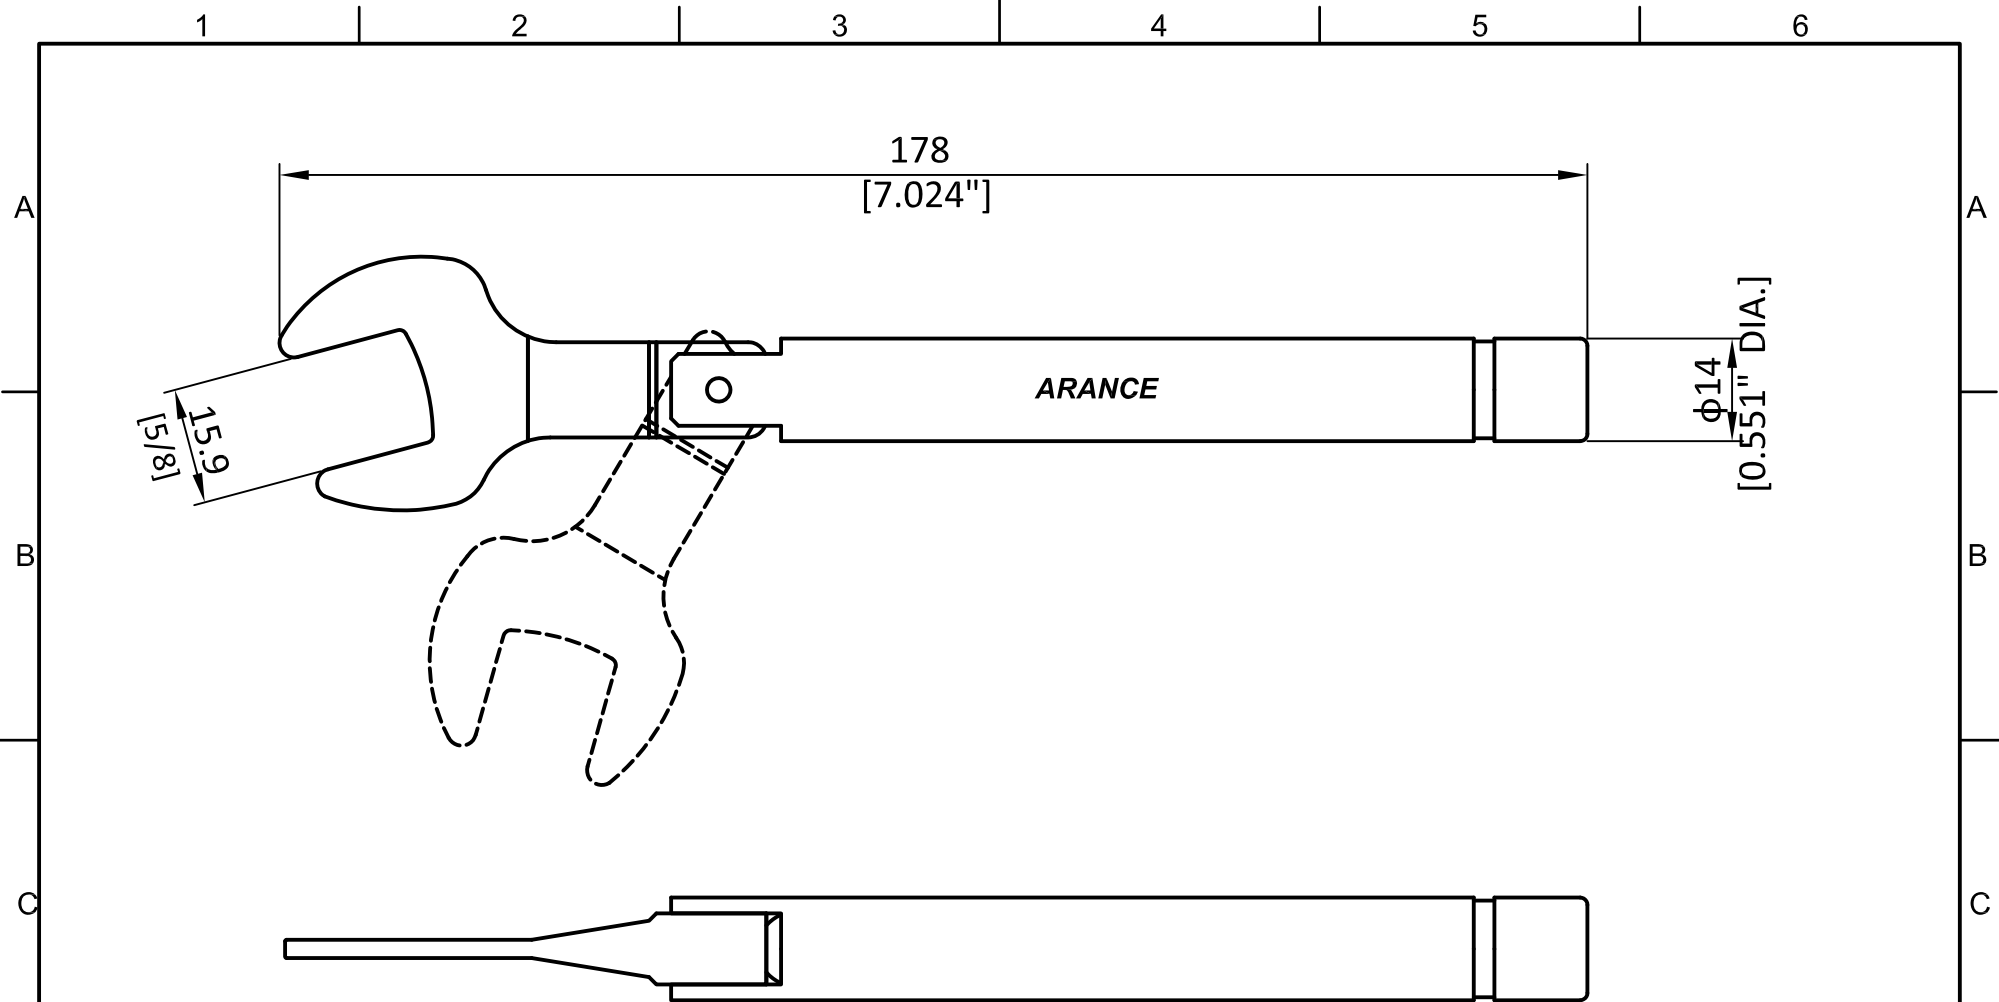 1 2 3 4 5 6
178
[7.024"]
A A
ϕ14
[0.551" DIA.]
ARANCE
15.9
[5/8]
B B
C C